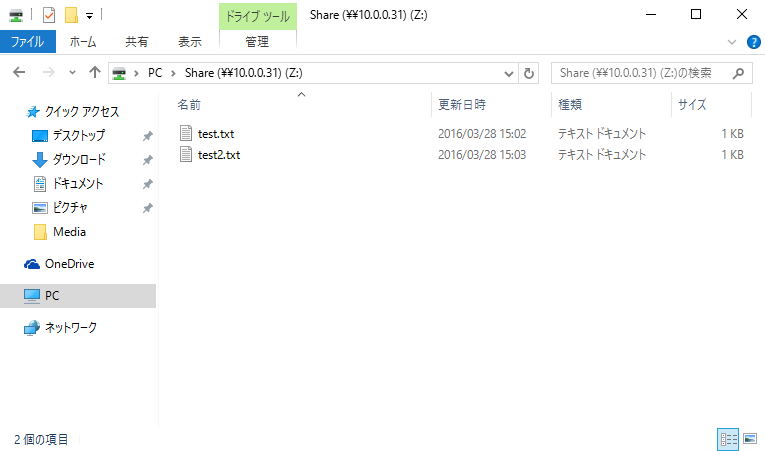 ドライブ ツール Share (¥¥10.0.0.31) (Z:)
ファイル ホーム 共有 表示 管理
PC Share (¥¥10.0.0.31) (Z:) Share (¥¥10.0.0.31) (Z:)の検索
名前 更新日時 種類 サイズ
クイック アクセス
test.txt 2016/03/28 15:02 テキスト ドキュメント 1 KB
デスクトップ
test2.txt 2016/03/28 15:03 テキスト ドキュメント 1 KB
ダウンロード
ドキュメント
ピクチャ
Media
OneDrive
PC
ネットワーク
2 個の項目